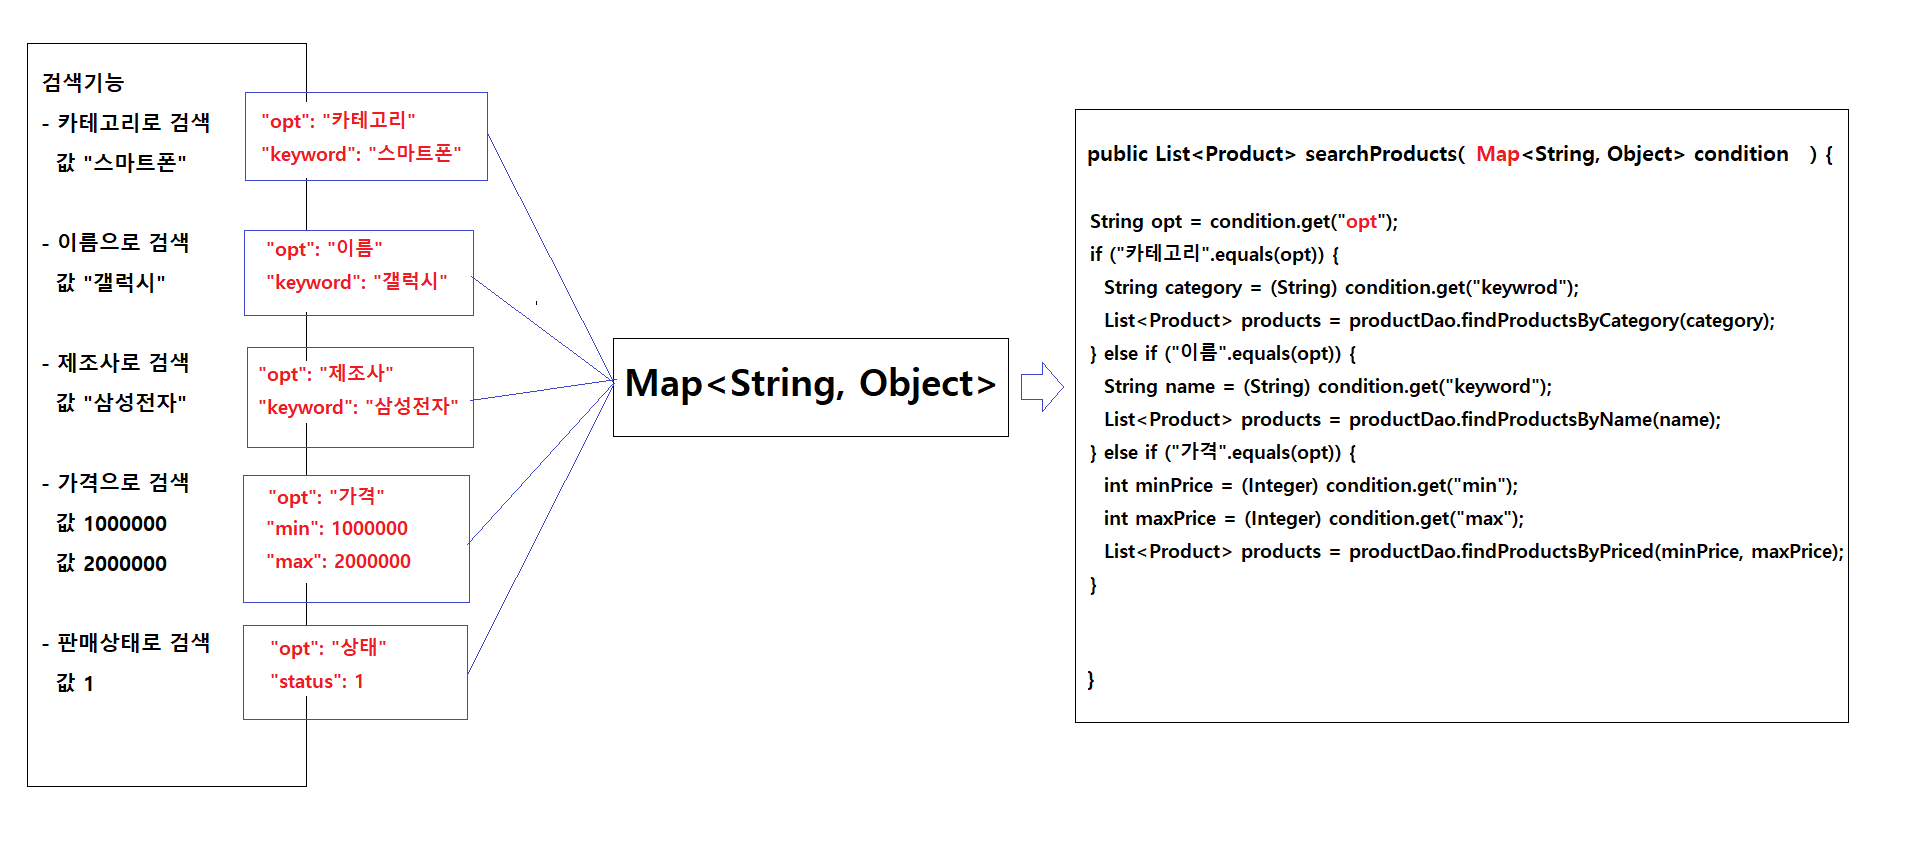 검색기능
- 카테고리로 검색
값 "스마트폰"
- 이름으로 검색
값 "갤럭시"
- 제조사로 검색
값 "삼성전자"
- 가격으로 검색
값 1000000
값 2000000
- 판매상태로 검색
값 1
"opt": "카테고리"
"keyword": "스마트폰"
"opt": "이름"
"keyword": "갤럭시"
"opt": "제조사"
"keyword": "삼성전자"
"opt": "가격"
"min": 1000000
"max": 2000000
"opt": "상태"
"status": 1
Map<String, Object>
public List<Product> searchProducts( Map<String, Object> condition ) {
String opt = condition.get("opt");
if ("카테고리".equals(opt)) {
String category = (String) condition.get("keywrod");
List<Product> products = productDao.findProductsByCategory(category);
} else if ("이름".equals(opt)) {
String name = (String) condition.get("keyword");
List<Product> products = productDao.findProductsByName(name);
} else if ("가격".equals(opt)) {
int minPrice = (Integer) condition.get("min");
int maxPrice = (Integer) condition.get("max");
List<Product> products = productDao.findProductsByPriced(minPrice, maxPrice);
}
}